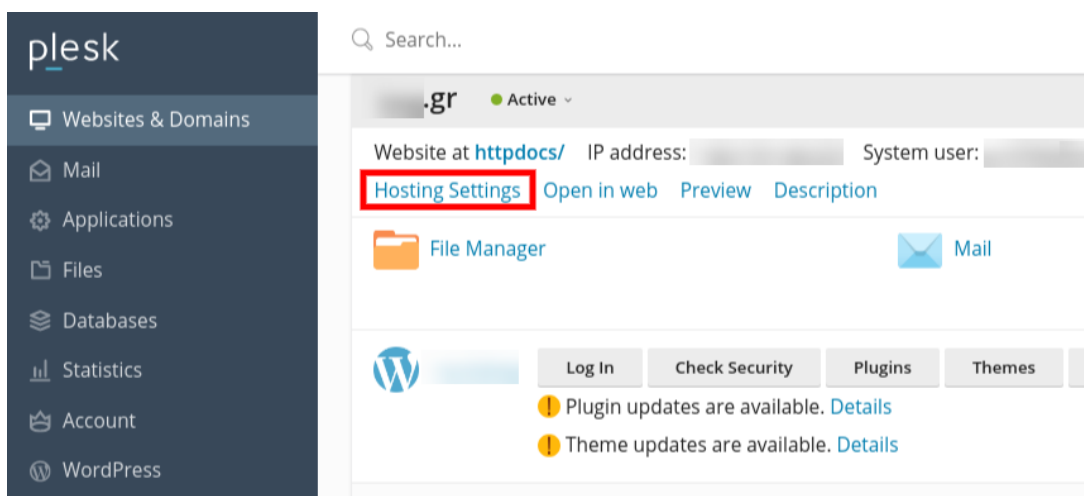 plesk
Search...
Websites & Domains
Mail
Applications
Files
Databases
Statistics
Account
WordPress
.gr Active
Website at httpdocs/ IP address: System user:
Hosting Settings Open in web Preview Description
File Manager Mail
Log In Check Security Plugins Themes
Plugin updates are available. Details
Theme updates are available. Details